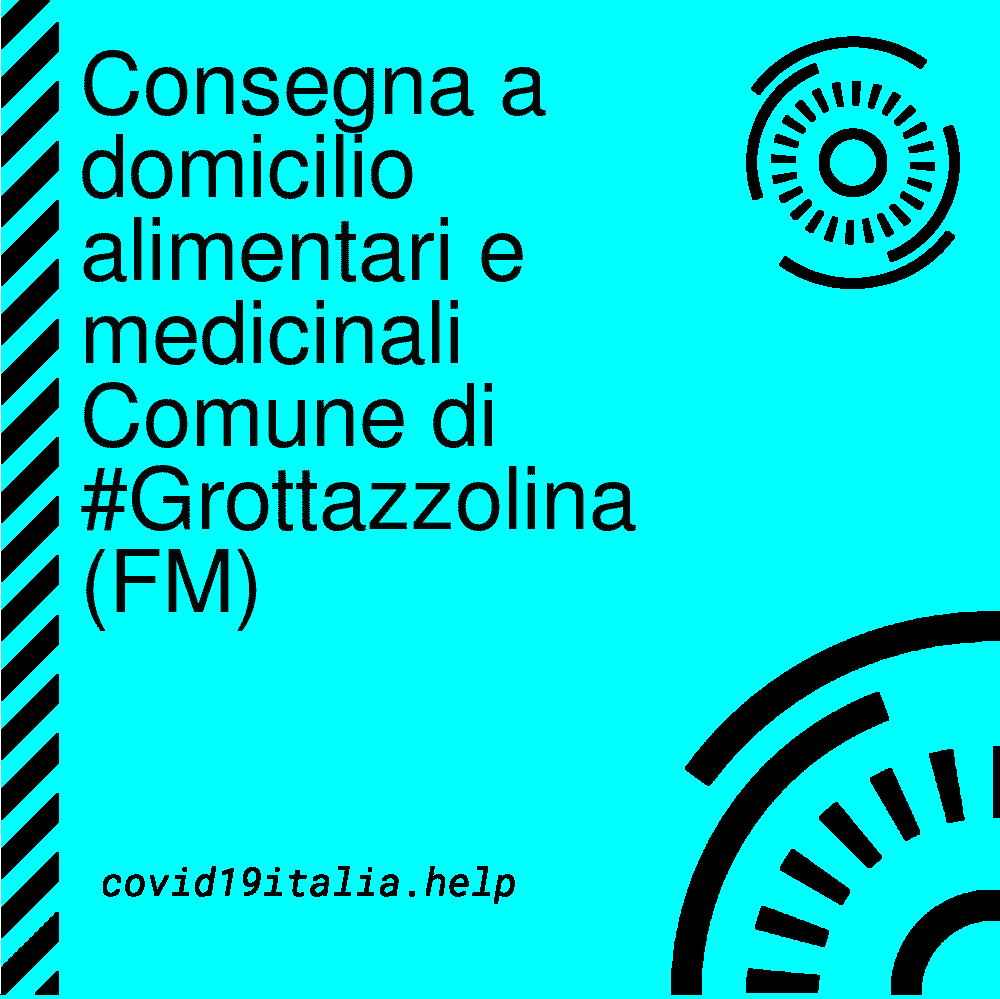 Consegna a
domicilio
alimentari e
medicinali
Comune di
#Grottazzolina
(FM)
covid19italia.help